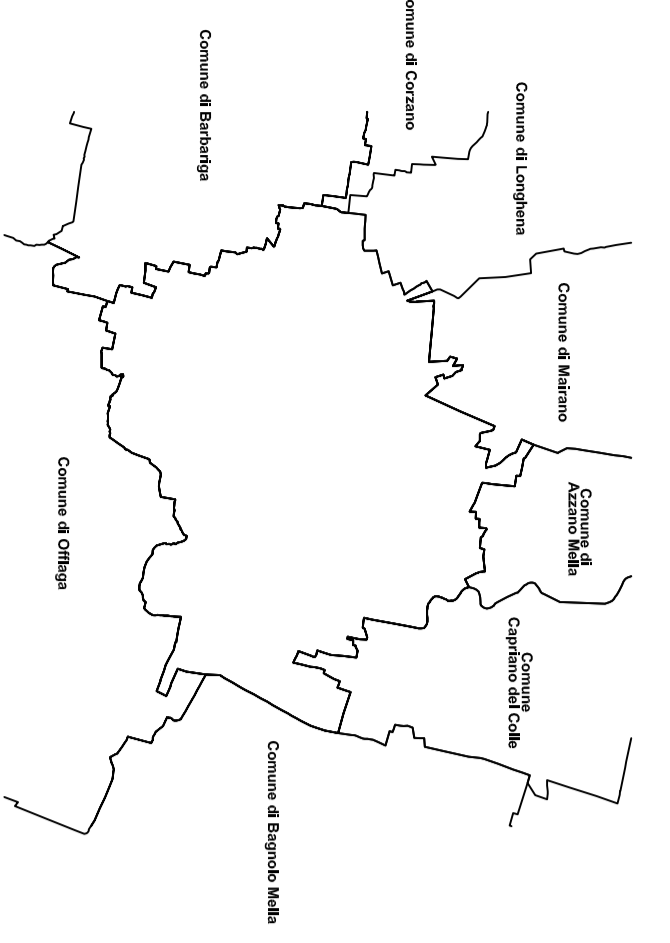 Comune di Barbariga
omune di Corzano
Comune di Longhena
Comune di Mairano
Comune di
Azzano Mella
Comune
Capriano del Colle
Comune di Bagnolo Mella
Comune di Offlaga